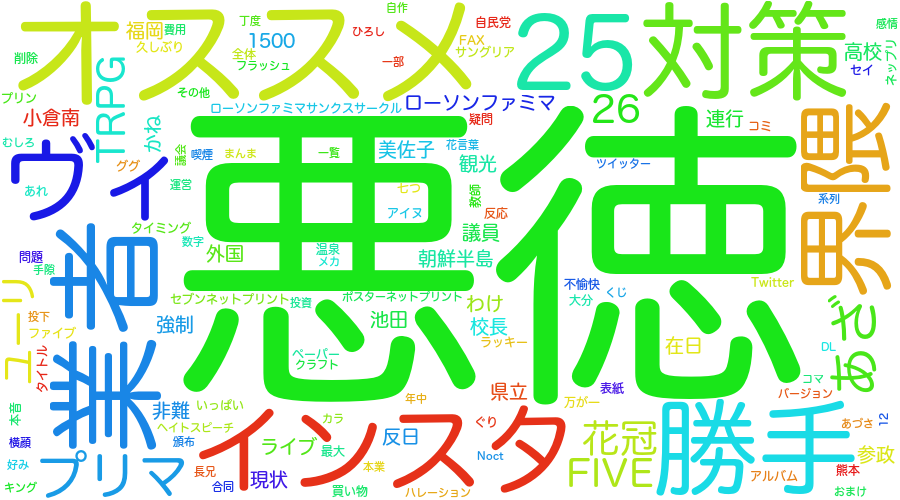 オススメ
福岡
費用
久しぶり
丁度
1500
全体
フラッシュ
その他
ひろし
一部
自作
自民党
FAX
サングリア
25
対策
感情
高校
セイ
ネップリ
削除
プリン
小倉南
TRPG
かね
ローソンファミマサンクスサークル
ローソンファミマ
疑問
26
連行
コミ
界隈
むしろ
ヴィ
ググ
議会
喫煙
まんま
一覧
美佐子
花言葉
観光
ツイッター
あれ
運営
七つ
アイヌ
教師
反応
系列
悪徳
業者
タイミング
数字
外国
温泉
メカ
議員
朝鮮半島
問題
手隙
不愉快
くじ
大分
Twitter
ユーリ
投下
ファイブ
タイトル
セブンネットプリント
投資
ポスターネットプリント
わけ
強制
池田
校長
ラッキー
在日
あざ
DL
ペーパー
クラフト
コマ
バージョン
県立
万が一
表紙
本音
横顔
好み
キング
プリマ
非難
いっぱい
ヘイトスピーチ
頒布
長兄
合同
インスタ
現状
ライブ
カラ
最大
本業
買い物
年中
反日
ハレーション
ぐり
Noct
花冠
FIVE
勝手
あづさ
12
参政
アルバム
熊本
おまけ